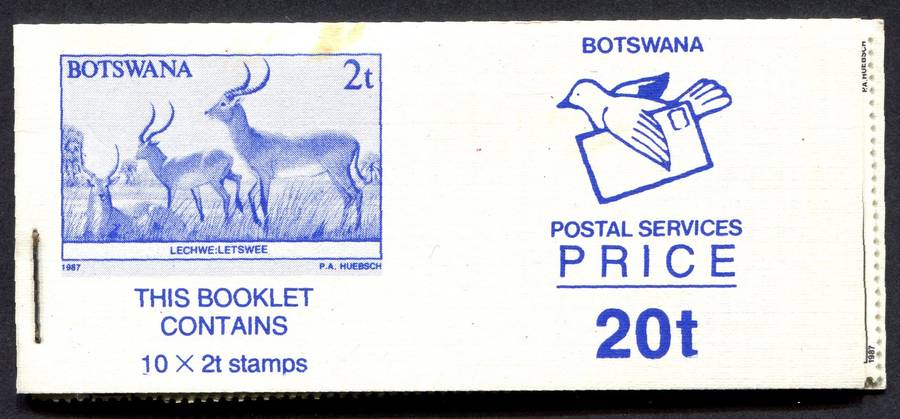 BOTSWANA 2t
LECHWE:LETSWEE
1987 P.A. HUEBSCH
THIS BOOKLET
CONTAINS
10 × 2t stamps
BOTSWANA
POSTAL SERVICES
PRICE
20t
P.A. HUEBSCH
1987